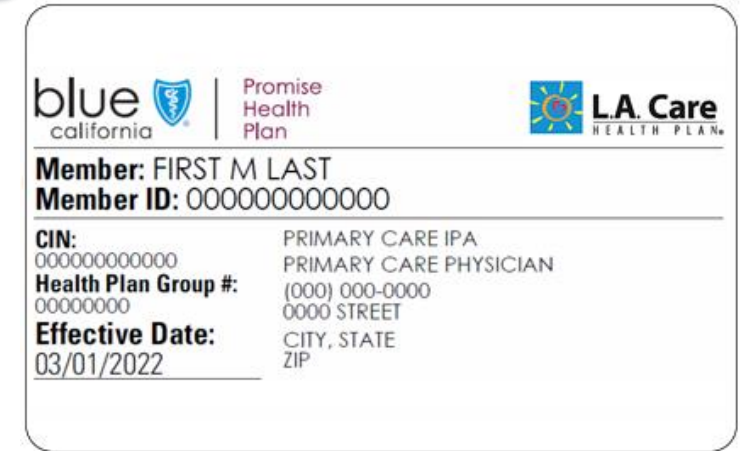 blue
california
Promise
Health
Plan
L.A. Care
HEALTH PLAN®
Member: FIRST M LAST
Member ID: 000000000000
CIN:
000000000000
Health Plan Group #:
00000000
Effective Date:
03/01/2022
PRIMARY CARE IPA
PRIMARY CARE PHYSICIAN
(000) 000-0000
0000 STREET
CITY, STATE
ZIP